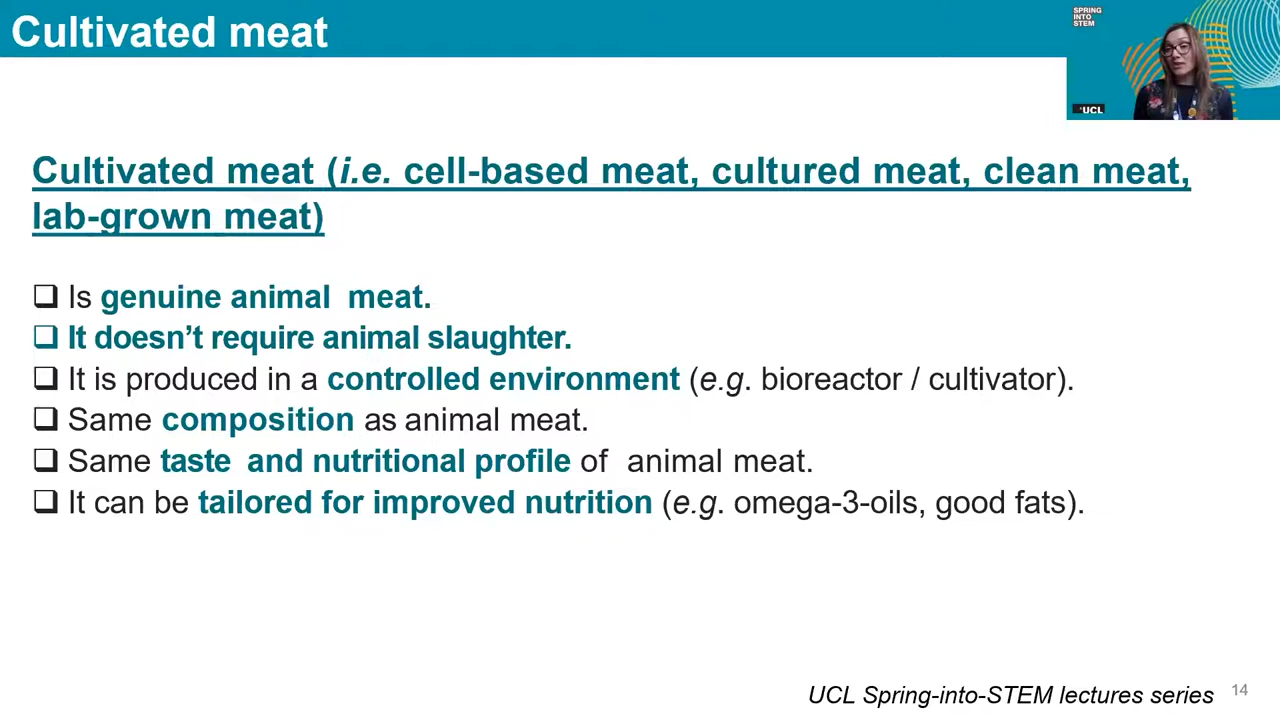 Cultivated meat
SPRING
INTO
STEM
UCL
Cultivated meat (i.e. cell-based meat, cultured meat, clean meat,
lab-grown meat)
❑ Is genuine animal meat.
❑ It doesn’t require animal slaughter.
❑ It is produced in a controlled environment (e.g. bioreactor / cultivator).
❑ Same composition as animal meat.
❑ Same taste and nutritional profile of animal meat.
❑ It can be tailored for improved nutrition (e.g. omega-3-oils, good fats).
UCL Spring-into-STEM lectures series
14